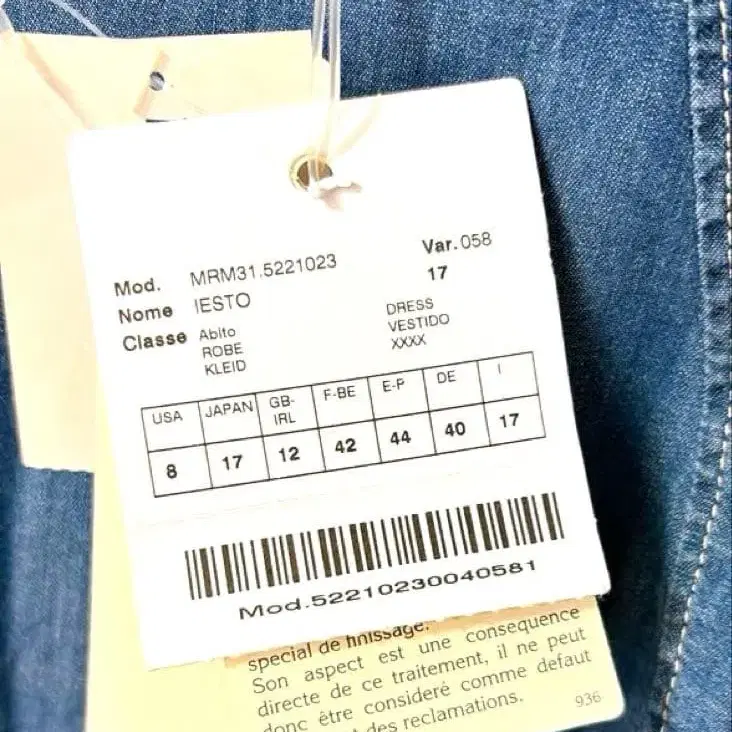 Mod. MRM31.5221023 Var.058
Nome IESTO 17
Classe Abito DRESS
ROBE VESTIDO
KLEID XXXX
USA JAPAN GB-IRL F-BE E-P DE I
8 17 12 42 44 40 17
Mod.52210230040581
special de finissage.
Son aspect est une consequence
directe de ce traitement, il ne peut
donc être consideré comme defaut
des reclamations.
936